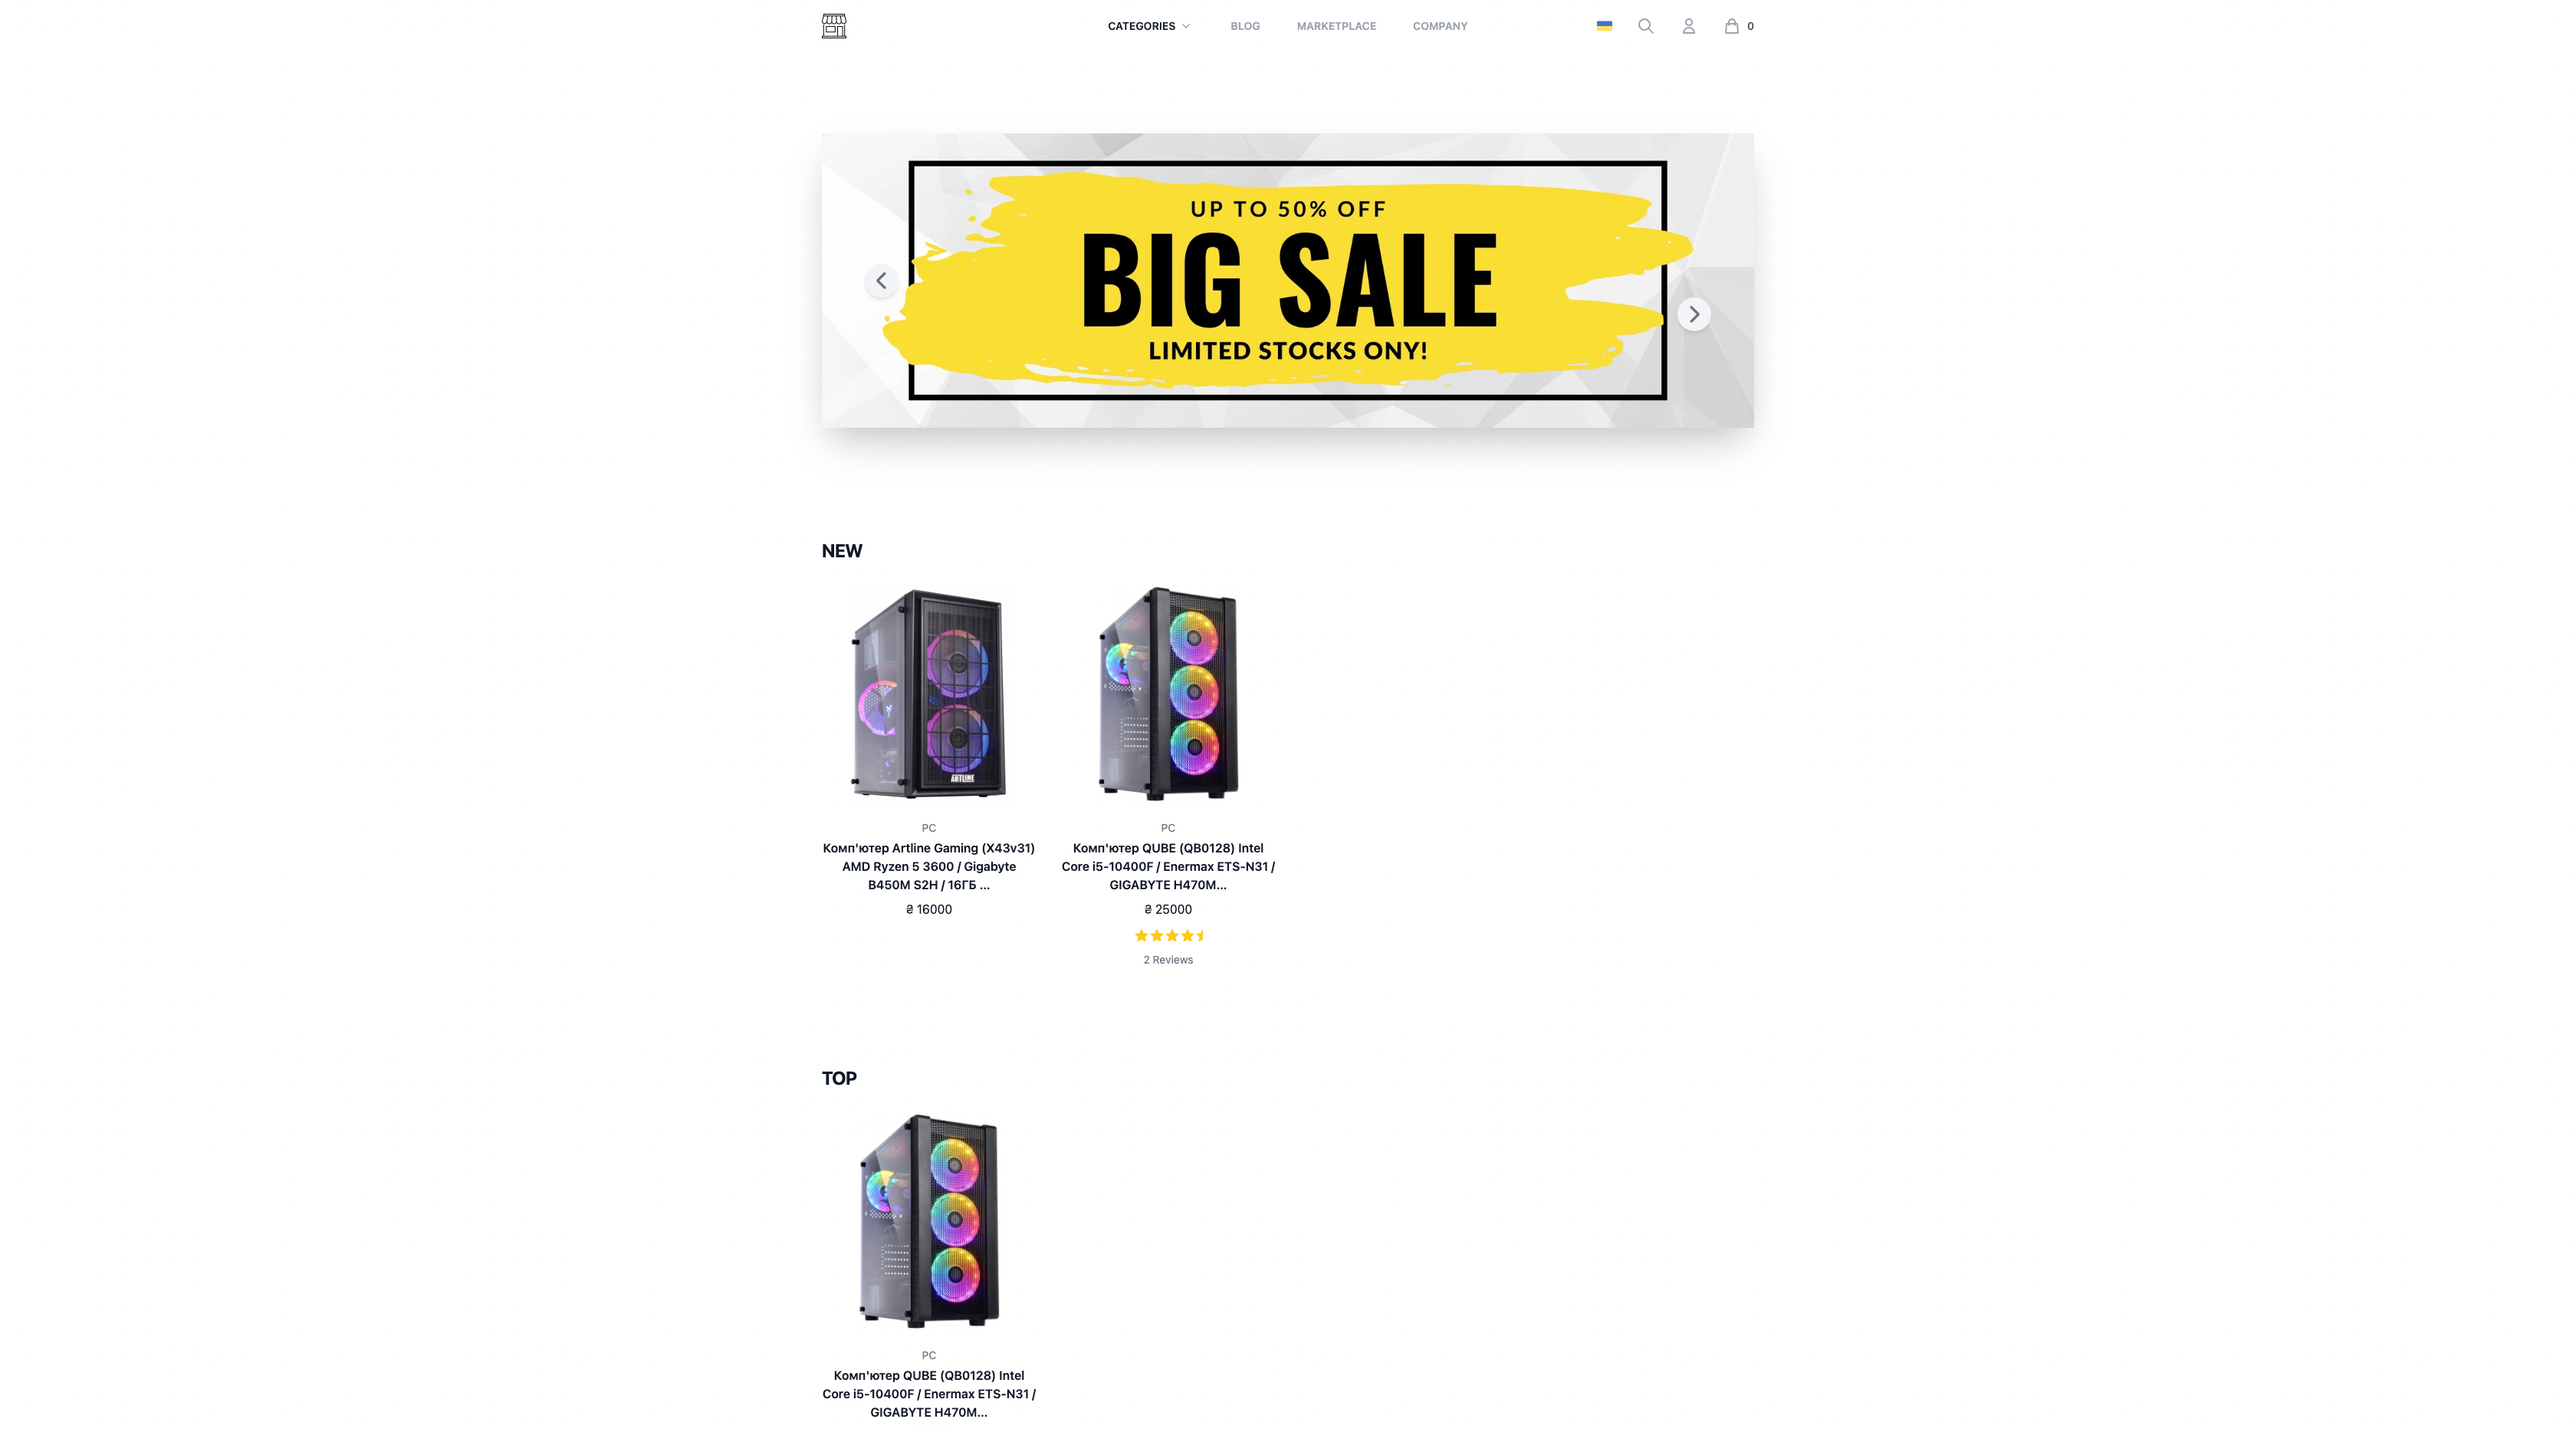 CATEGORIES BLOG MARKETPLACE COMPANY 0
UP TO 50% OFF
BIG SALE
LIMITED STOCKS ONY!
NEW
ARTLINE
PC
Комп'ютер Artline Gaming (X43v31)
AMD Ryzen 5 3600 / Gigabyte
B450M S2H / 16ГБ ...
₴ 16000
PC
Комп'ютер QUBE (QB0128) Intel
Core i5-10400F / Enermax ETS-N31 /
GIGABYTE H470M...
₴ 25000
2 Reviews
TOP
PC
Комп'ютер QUBE (QB0128) Intel
Core i5-10400F / Enermax ETS-N31 /
GIGABYTE H470M...